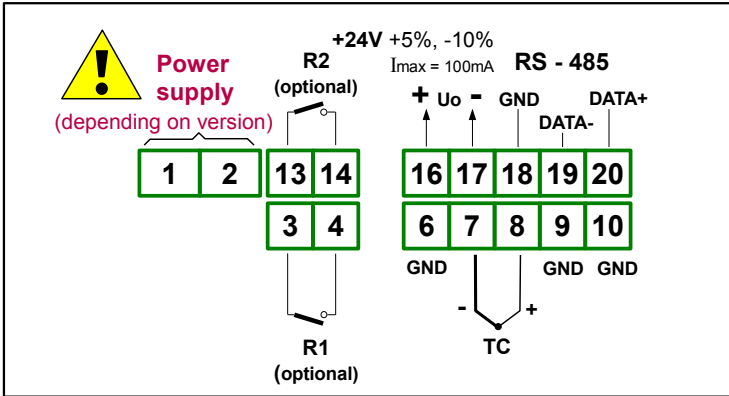 +24V +5%, -10%
Imax = 100mA
R2
(optional)
RS - 485
Power
supply
(depending on version)
+ Uo -
GND
DATA-
DATA+
1 2 13 14 16 17 18 19 20
3 4 6 7 8 9 10
GND
GND GND
- +
TC
R1
(optional)